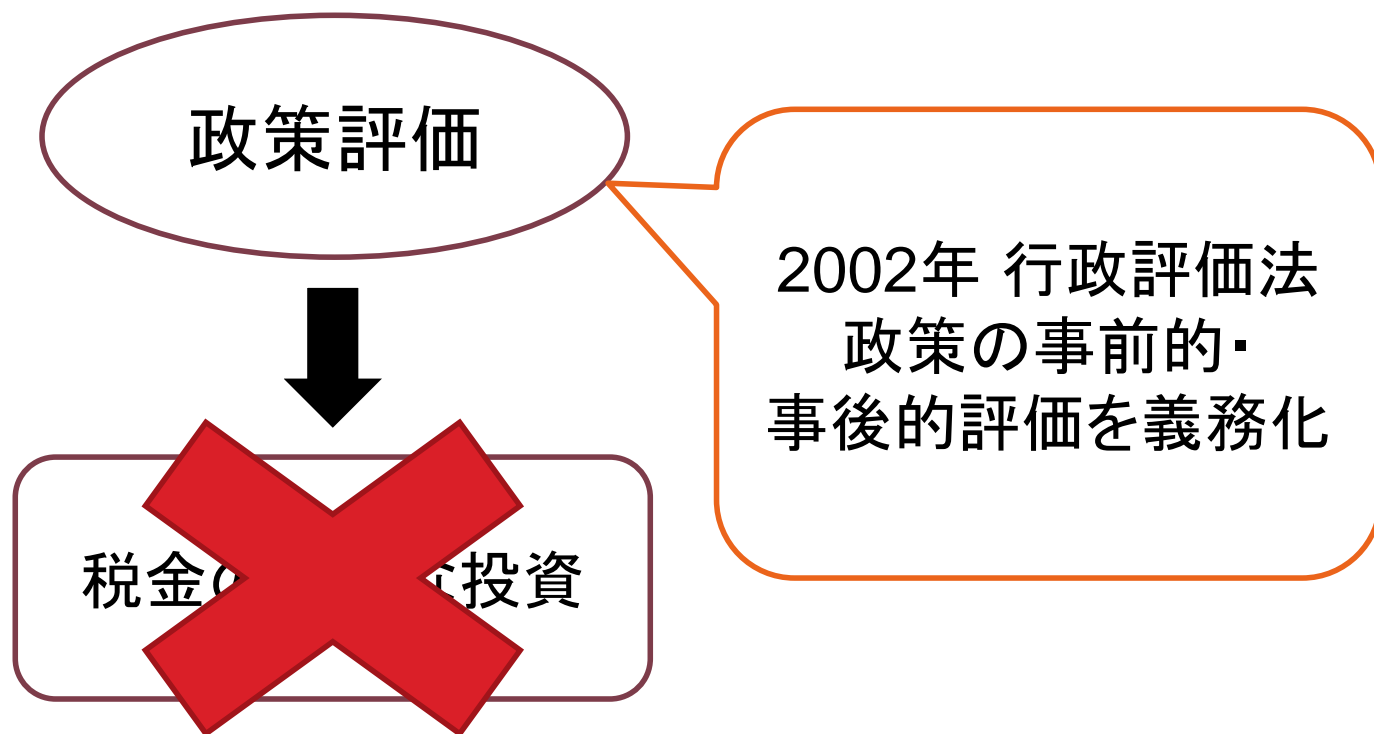 政策評価
2002年 行政評価法
政策の事前的・
事後的評価を義務化
税金の 投資